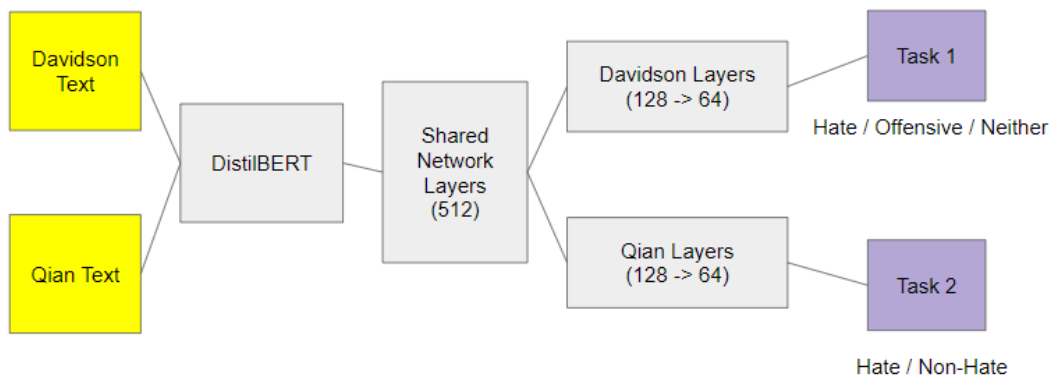 Davidson
Text
Qian Text
DistilBERT
Shared
Network
Layers
(512)
Davidson Layers
(128 -> 64)
Qian Layers
(128 -> 64)
Task 1
Hate / Offensive / Neither
Task 2
Hate / Non-Hate